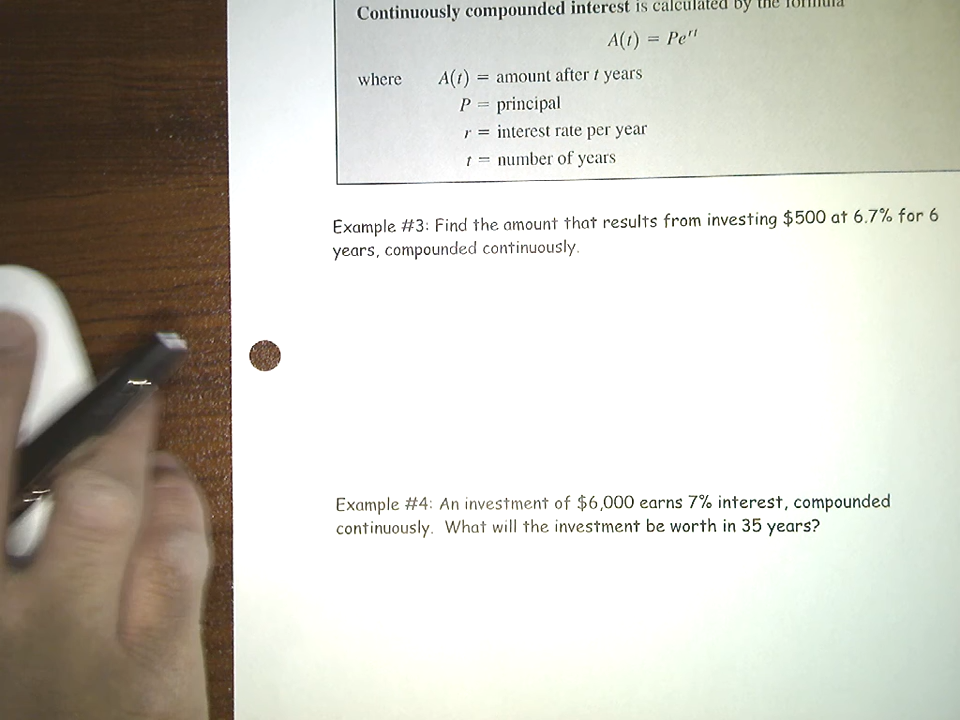 Continuously compounded interest is calculated by the formula
A(t) = Pe^{rt}
where A(t) = amount after t years
P = principal
r = interest rate per year
t = number of years
Example #3: Find the amount that results from investing $500 at 6.7% for 6
years, compounded continuously.
Example #4: An investment of $6,000 earns 7% interest, compounded
continuously. What will the investment be worth in 35 years?